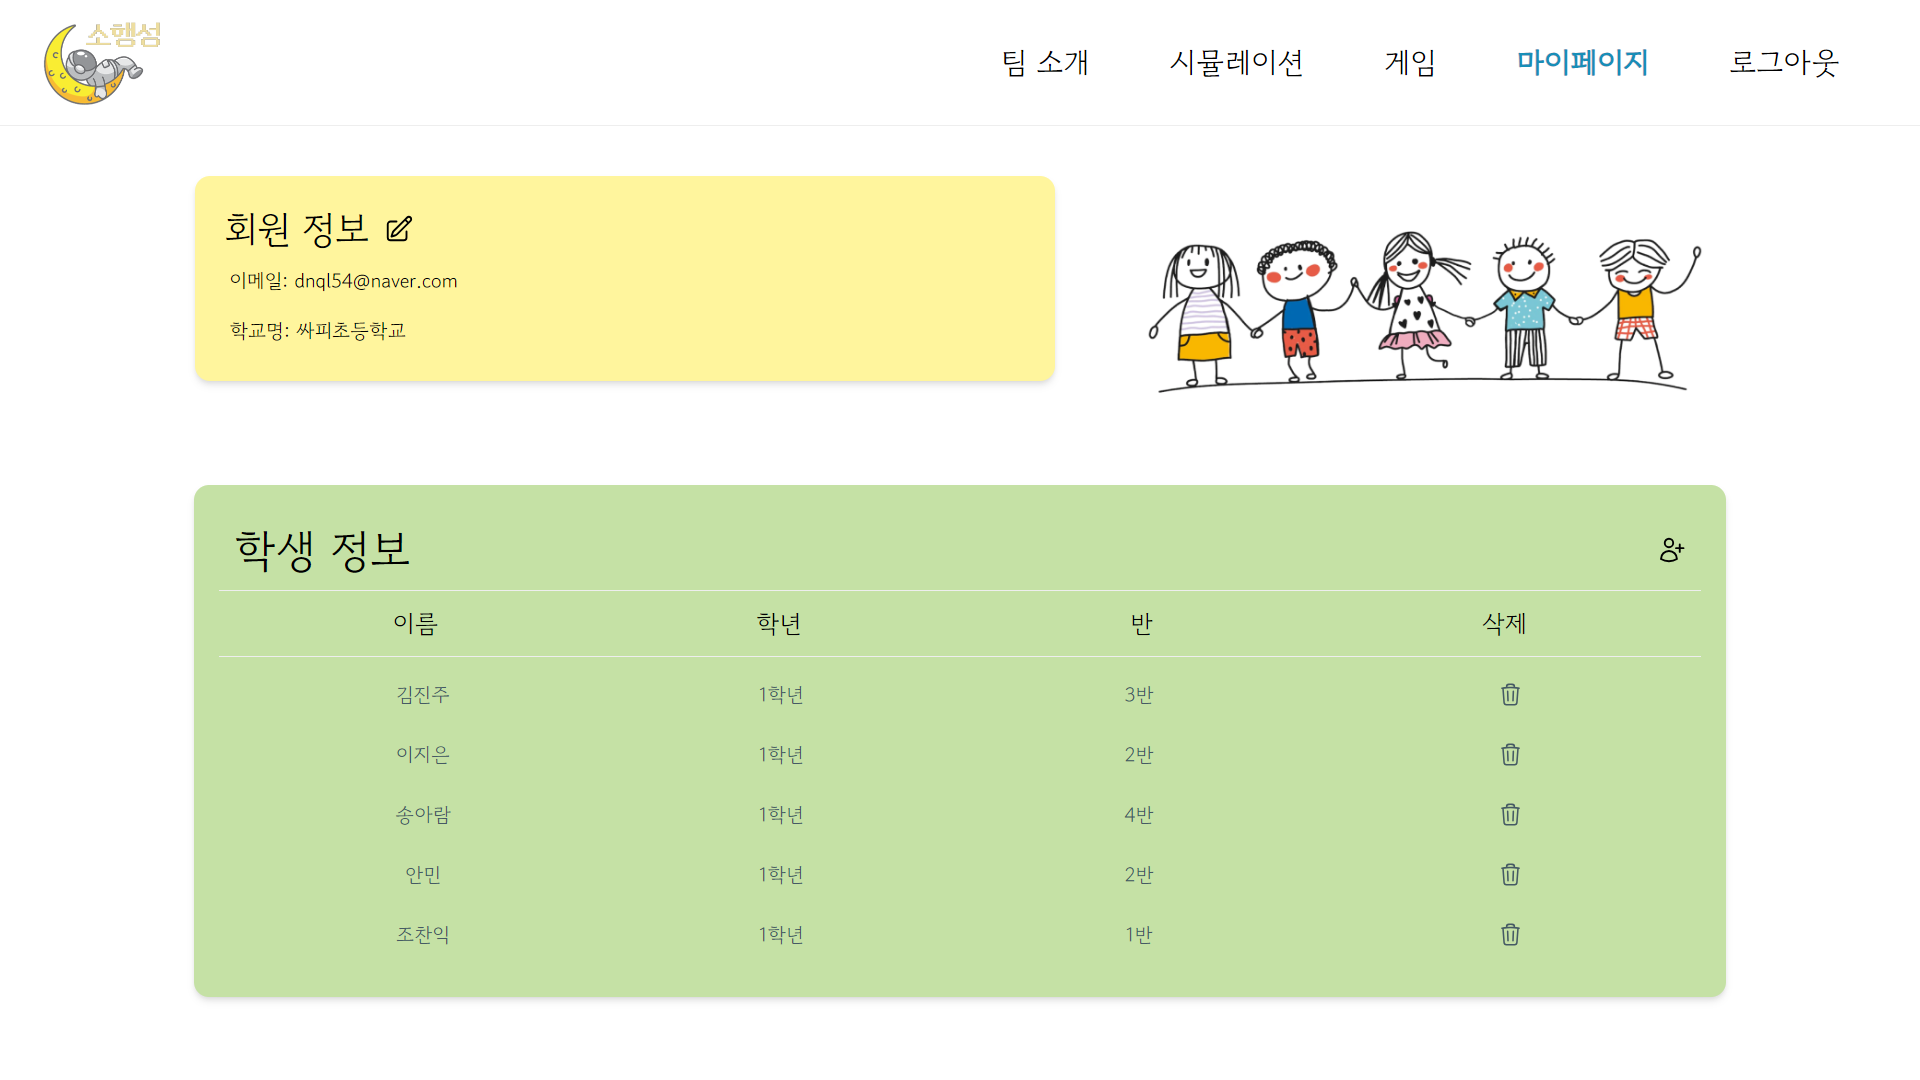 소행성
팀 소개 시뮬레이션 게임 마이페이지 로그아웃
회원 정보
이메일: dnql54@naver.com
학교명: 싸피초등학교
학생 정보
이름 학년 반 삭제
김진주 1학년 3반
이지은 1학년 2반
송아람 1학년 4반
안민 1학년 2반
조찬익 1학년 1반